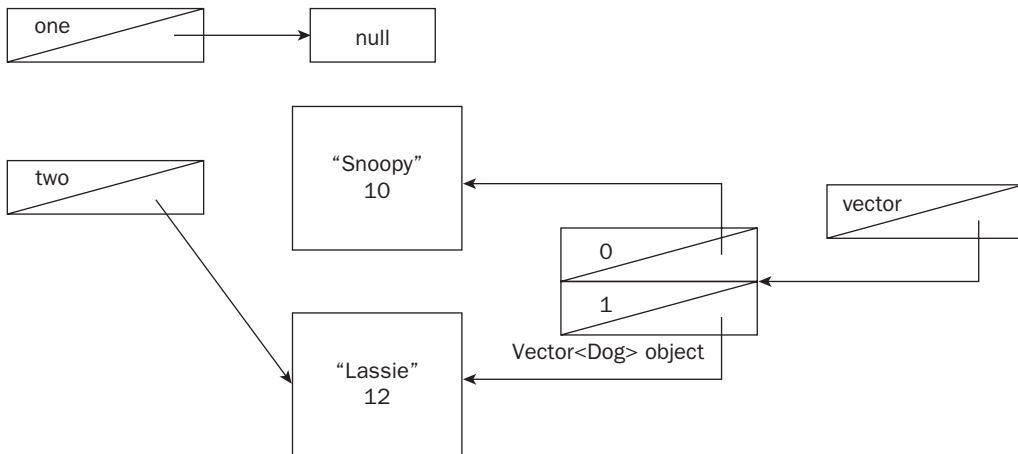 one
null
two
“Snoopy”
10
vector
0
1
Vector<Dog> object
“Lassie”
12